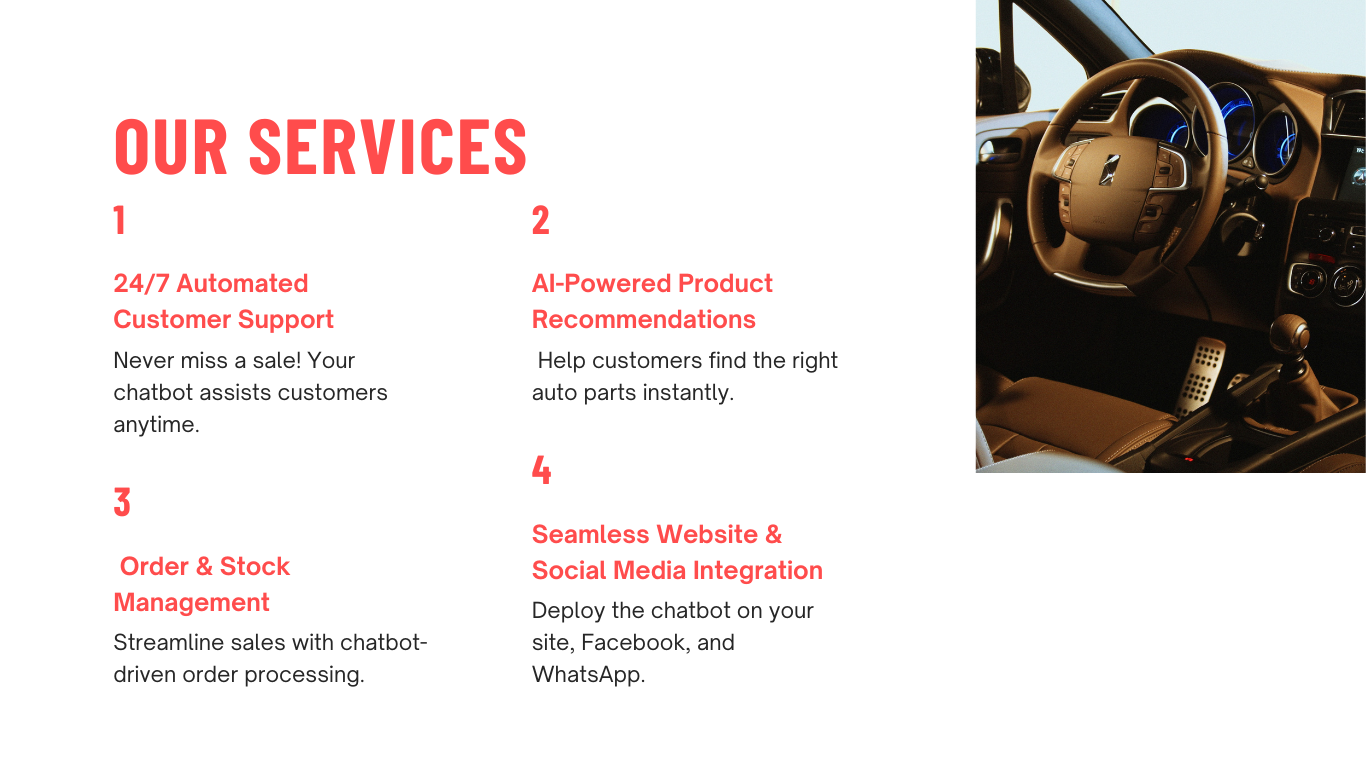 OUR SERVICES
1
24/7 Automated
Customer Support
Never miss a sale! Your
chatbot assists customers
anytime.
2
AI-Powered Product
Recommendations
Help customers find the right
auto parts instantly.
3
Order & Stock
Management
Streamline sales with chatbot-
driven order processing.
4
Seamless Website &
Social Media Integration
Deploy the chatbot on your
site, Facebook, and
WhatsApp.